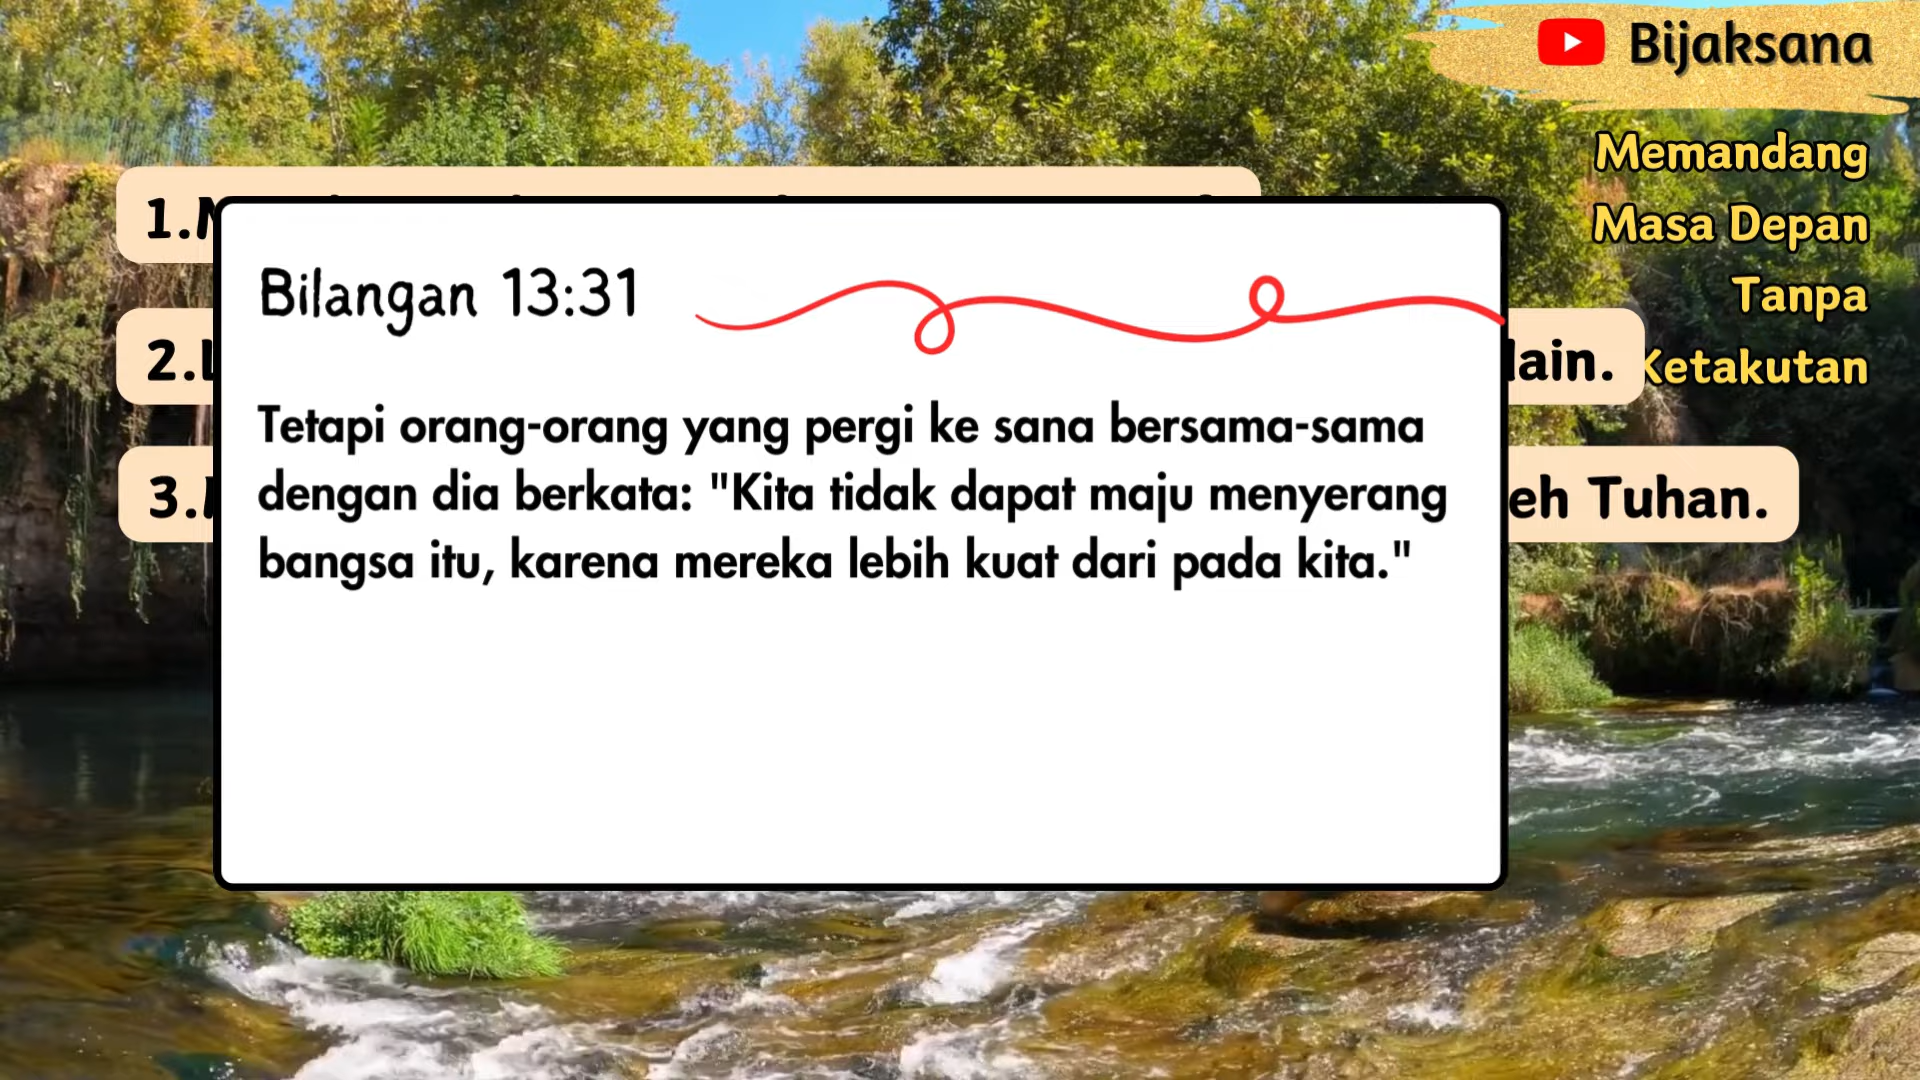 Bijaksana
Memandang
Masa Depan
Tanpa
Ketakutan
1.
2.
lain.
3.
Tuhan.
Bilangan 13:31
Tetapi orang-orang yang pergi ke sana bersama-sama
dengan dia berkata: "Kita tidak dapat maju menyerang
bangsa itu, karena mereka lebih kuat dari pada kita."